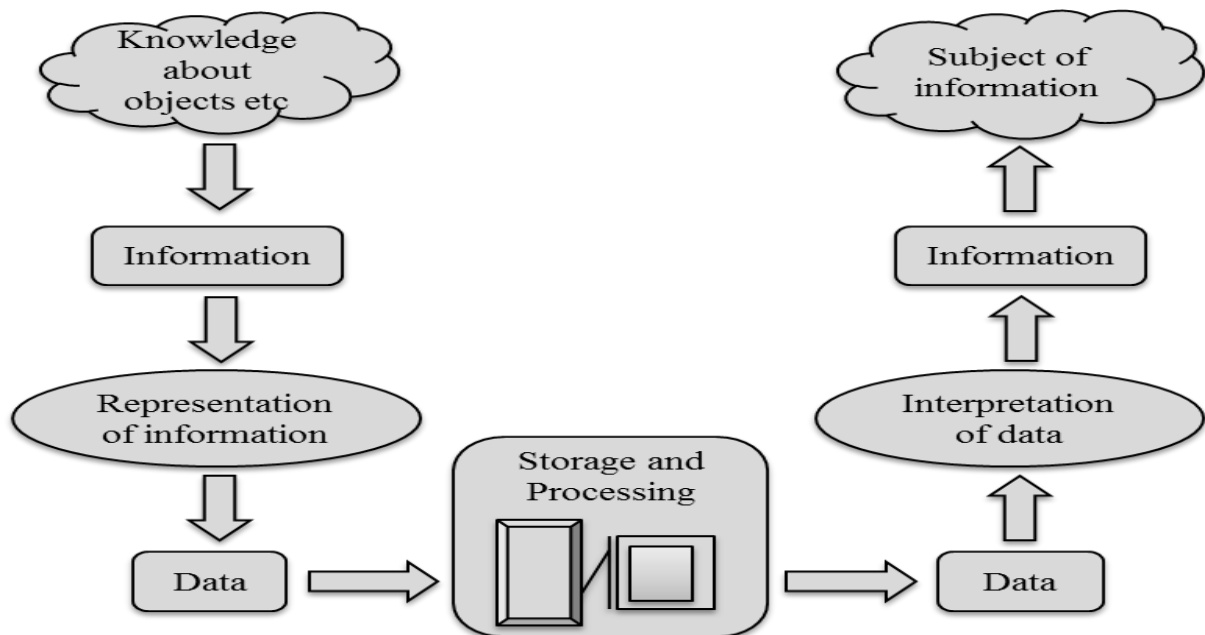 Knowledge
about
objects etc
Information
Representation
of information
Data
Storage and
Processing
Data
Interpretation
of data
Information
Subject of
information